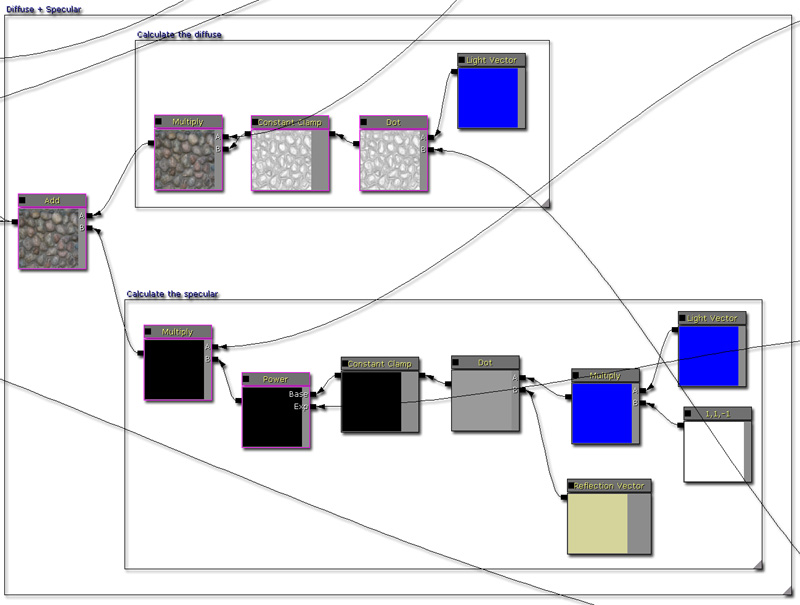 Diffuse + Specular
Calculate the diffuse
Light Vector
Multiply
A
B
Constant Clamp
Dot
A
B
Add
A
B
Calculate the specular
Multiply
A
B
Power
Base
Exp
Constant Clamp
Dot
A
B
Multiply
A
B
Light Vector
1,1,-1
Reflection Vector